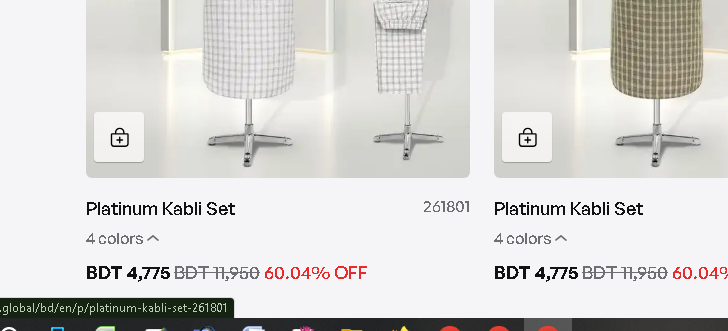 Platinum Kabli Set 261801 Platinum Kabli Set
4 colors 4 colors
BDT 4,775 BDT 11,950 60.04% OFF BDT 4,775 BDT 11,950 60.04%
.global/bd/en/p/platinum-kabli-set-261801